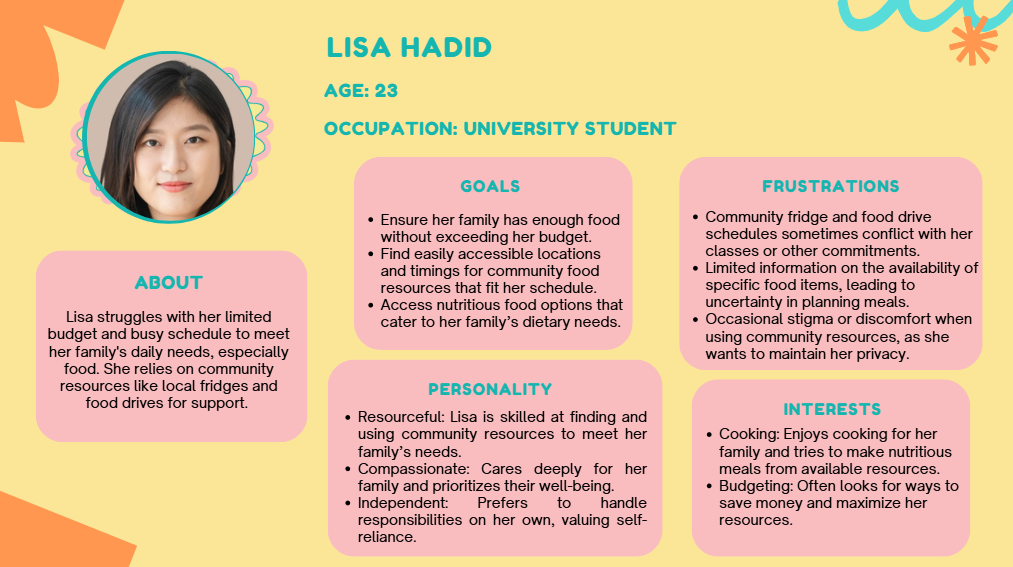 LISA HADID
AGE: 23
OCCUPATION: UNIVERSITY STUDENT
ABOUT
Lisa struggles with her limited
budget and busy schedule to meet
her family's daily needs, especially
food. She relies on community
resources like local fridges and
food drives for support.
GOALS
• Ensure her family has enough food
without exceeding her budget.
• Find easily accessible locations
and timings for community food
resources that fit her schedule.
• Access nutritious food options that
cater to her family’s dietary needs.
FRUSTRATIONS
• Community fridge and food drive
schedules sometimes conflict with her
classes or other commitments.
• Limited information on the availability of
specific food items, leading to
uncertainty in planning meals.
• Occasional stigma or discomfort when
using community resources, as she
wants to maintain her privacy.
PERSONALITY
• Resourceful: Lisa is skilled at finding and
using community resources to meet her
family’s needs.
• Compassionate: Cares deeply for her
family and prioritizes their well-being.
• Independent: Prefers to handle
responsibilities on her own, valuing self-
reliance.
INTERESTS
• Cooking: Enjoys cooking for her
family and tries to make nutritious
meals from available resources.
• Budgeting: Often looks for ways to
save money and maximize her
resources.